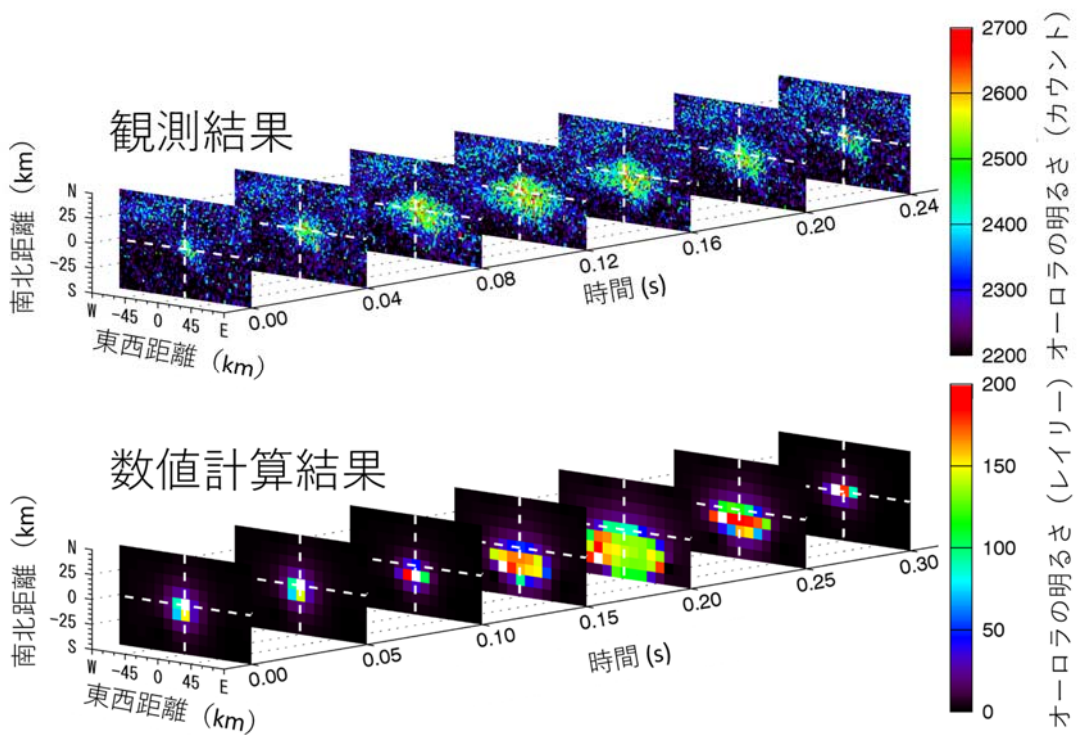 観測結果
南北距離（km）
N
25
0
-25
S
W -45 0 45 E
東西距離（km）
0.00 0.04 0.08 0.12 0.16 0.20 0.24
時間 (s)
2700
2600
2500
2400
2300
2200
オーロラの明るさ（カウント）
数値計算結果
南北距離（km）
N
25
0
-25
S
W -45 0 45 E
東西距離（km）
0.00 0.05 0.10 0.15 0.20 0.25 0.30
時間 (s)
200
150
100
50
0
オーロラの明るさ（レイリー）